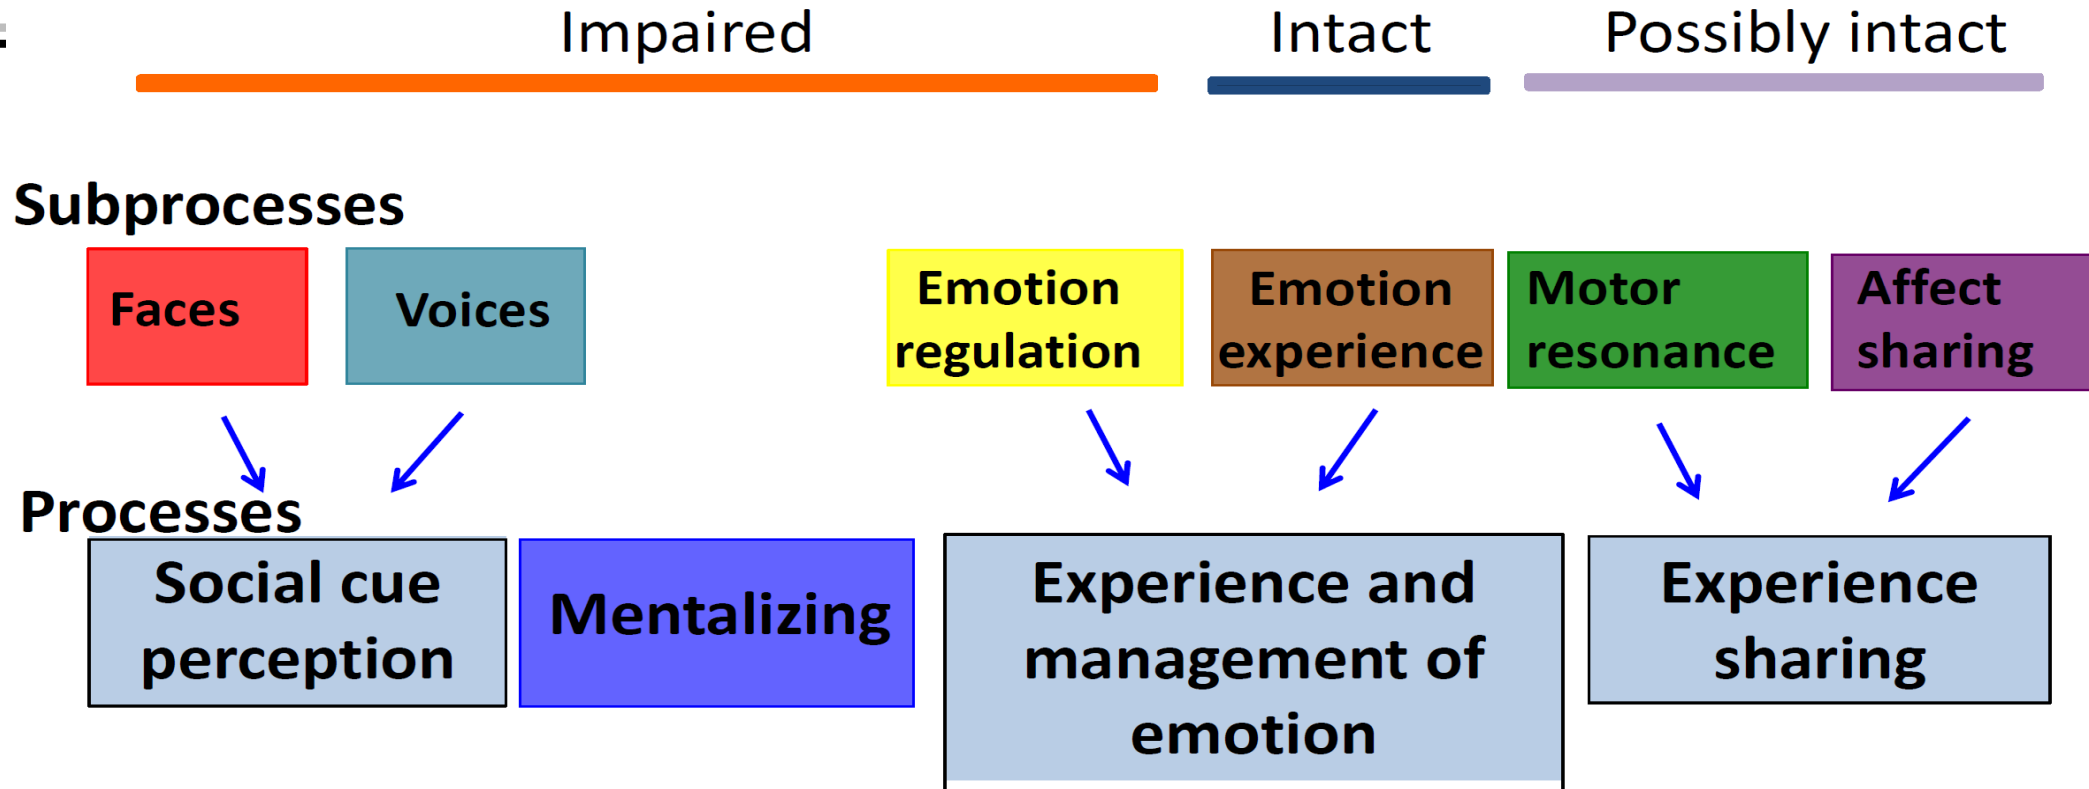 Impaired
Intact
Possibly intact
Subprocesses
Faces
Voices
Emotion
regulation
Emotion
experience
Motor
resonance
Affect
sharing
Processes
Social cue
perception
Mentalizing
Experience and
management of
emotion
Experience
sharing